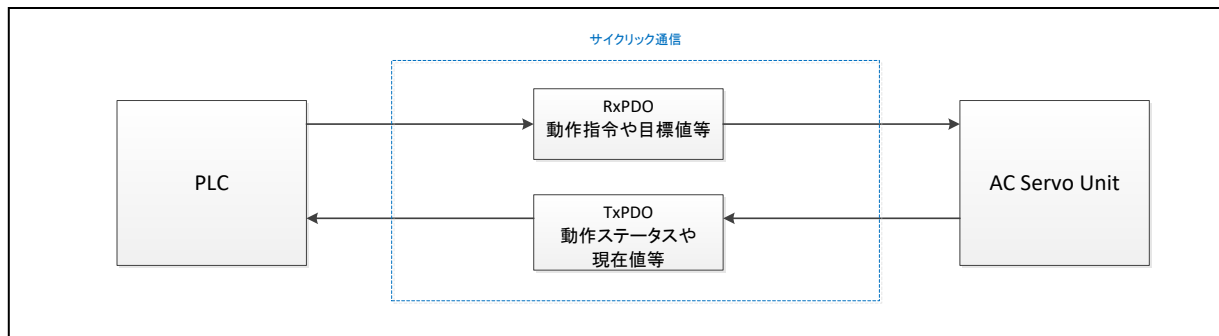 サイクリック通信
RxPDO
動作指令や目標値等
PLC
AC Servo Unit
TxPDO
動作ステータスや
現在値等